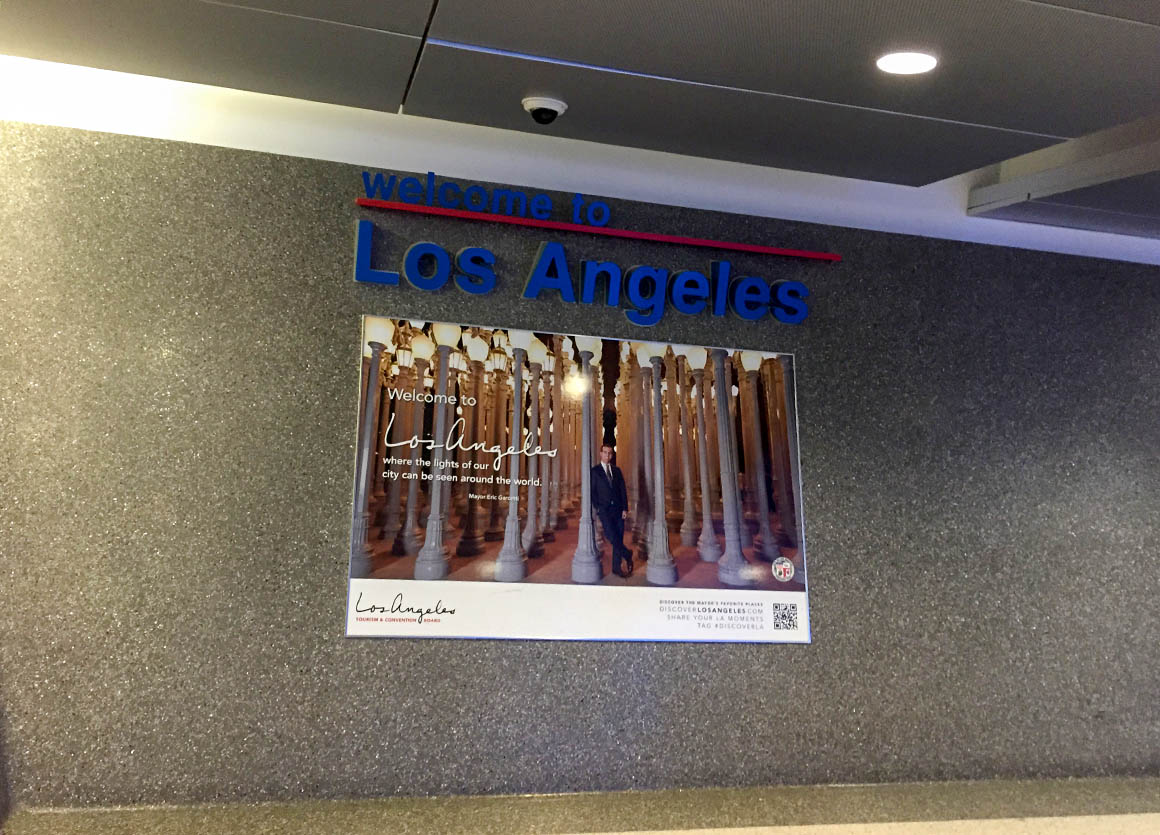 welcome to
Los Angeles
Welcome to
Los Angeles
where the lights of our
city can be seen around the world.
Mayor Eric Garcetti
Los Angeles
TOURISM & CONVENTION BOARD
DISCOVER THE MAYOR'S FAVORITE PLACES
DISCOVERLOSANGELES.COM
SHARE YOUR LA MOMENTS
TAG #DISCOVERLA